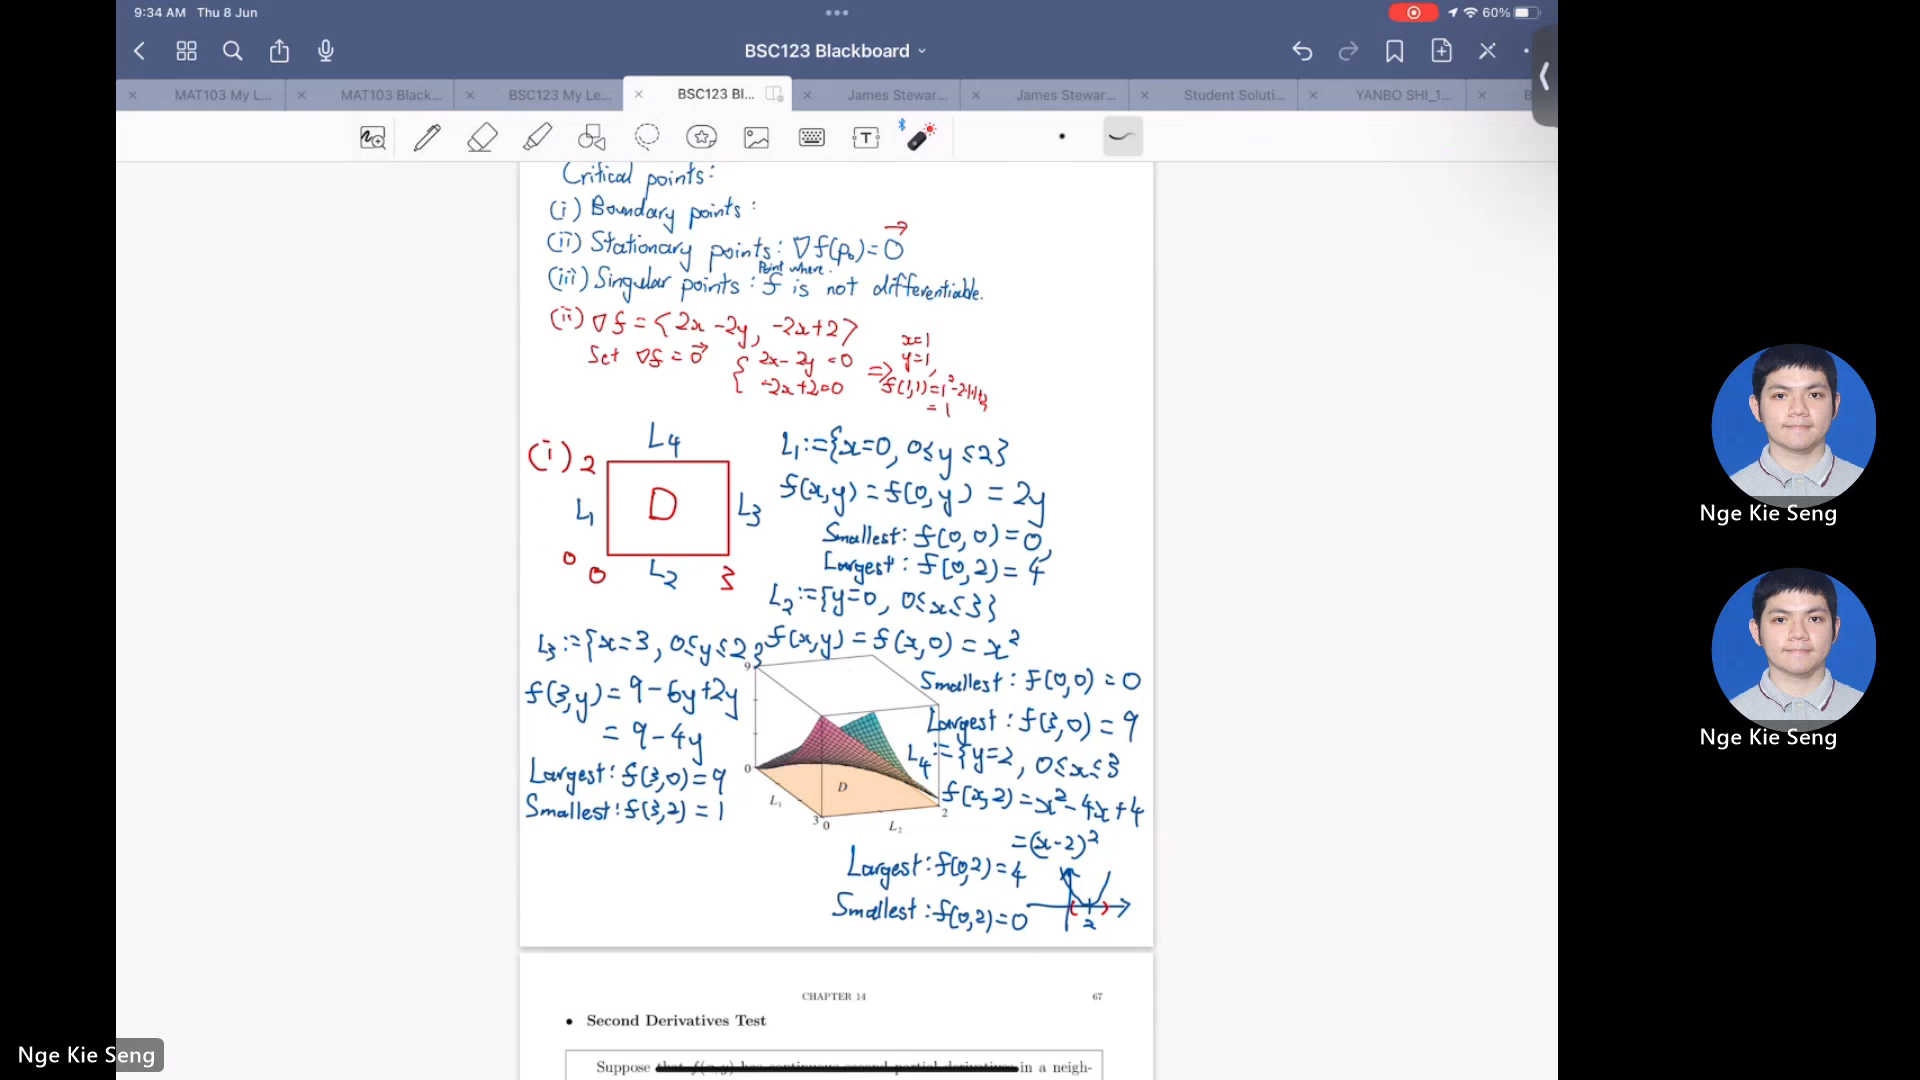 9:34 AM Thu 8 Jun
60%
BSC123 Blackboard
MAT103 My L...
MAT103 Black...
BSC123 My Le...
BSC123 Bl...
James Stewar...
James Stewar...
Student Soluti...
YANBO SHI_1...
Critical points:
(i) Boundary points:
(ii) Stationary points: ∇f(p₀)=0⃗
Point where.
(iii) Singular points: f is not differentiable.
(ii) ∇f = ⟨2x-2y, -2x+2⟩
Set ∇f = 0⃗ { 2x-2y=0
-2x+2=0
⇒ x=1
y=1,
= 1
(i) 2
L4
L1
D
L3
0
0
L2
3
L₁:={x=0, 0≤y≤2}
f(x,y)=f(0,y) = 2y
Smallest: f(0,0)=0,
Largest: f(0,2)=4
L₂:={y=0, 0≤x≤3}
f(x,y)=f(x,0)=x²
Smallest: f(0,0)=0
Largest: f(3,0)=9
L₃:={x=3, 0≤y≤2}
f(3,y)=9-6y+2y
= 9-4y
Largest: f(3,0)=9
Smallest: f(3,2)=1
9
0
D
L₁
3
0
L₂
2
L₄:={y=2, 0≤x≤3
f(x,2)=x²-4x+4
=(x-2)²
Largest: f(0,2)=4
Smallest: f(0,2)=0
2
CHAPTER 14
67
• Second Derivatives Test
Suppose
in a neigh-
Nge Kie Seng
Nge Kie Seng
Nge Kie Seng